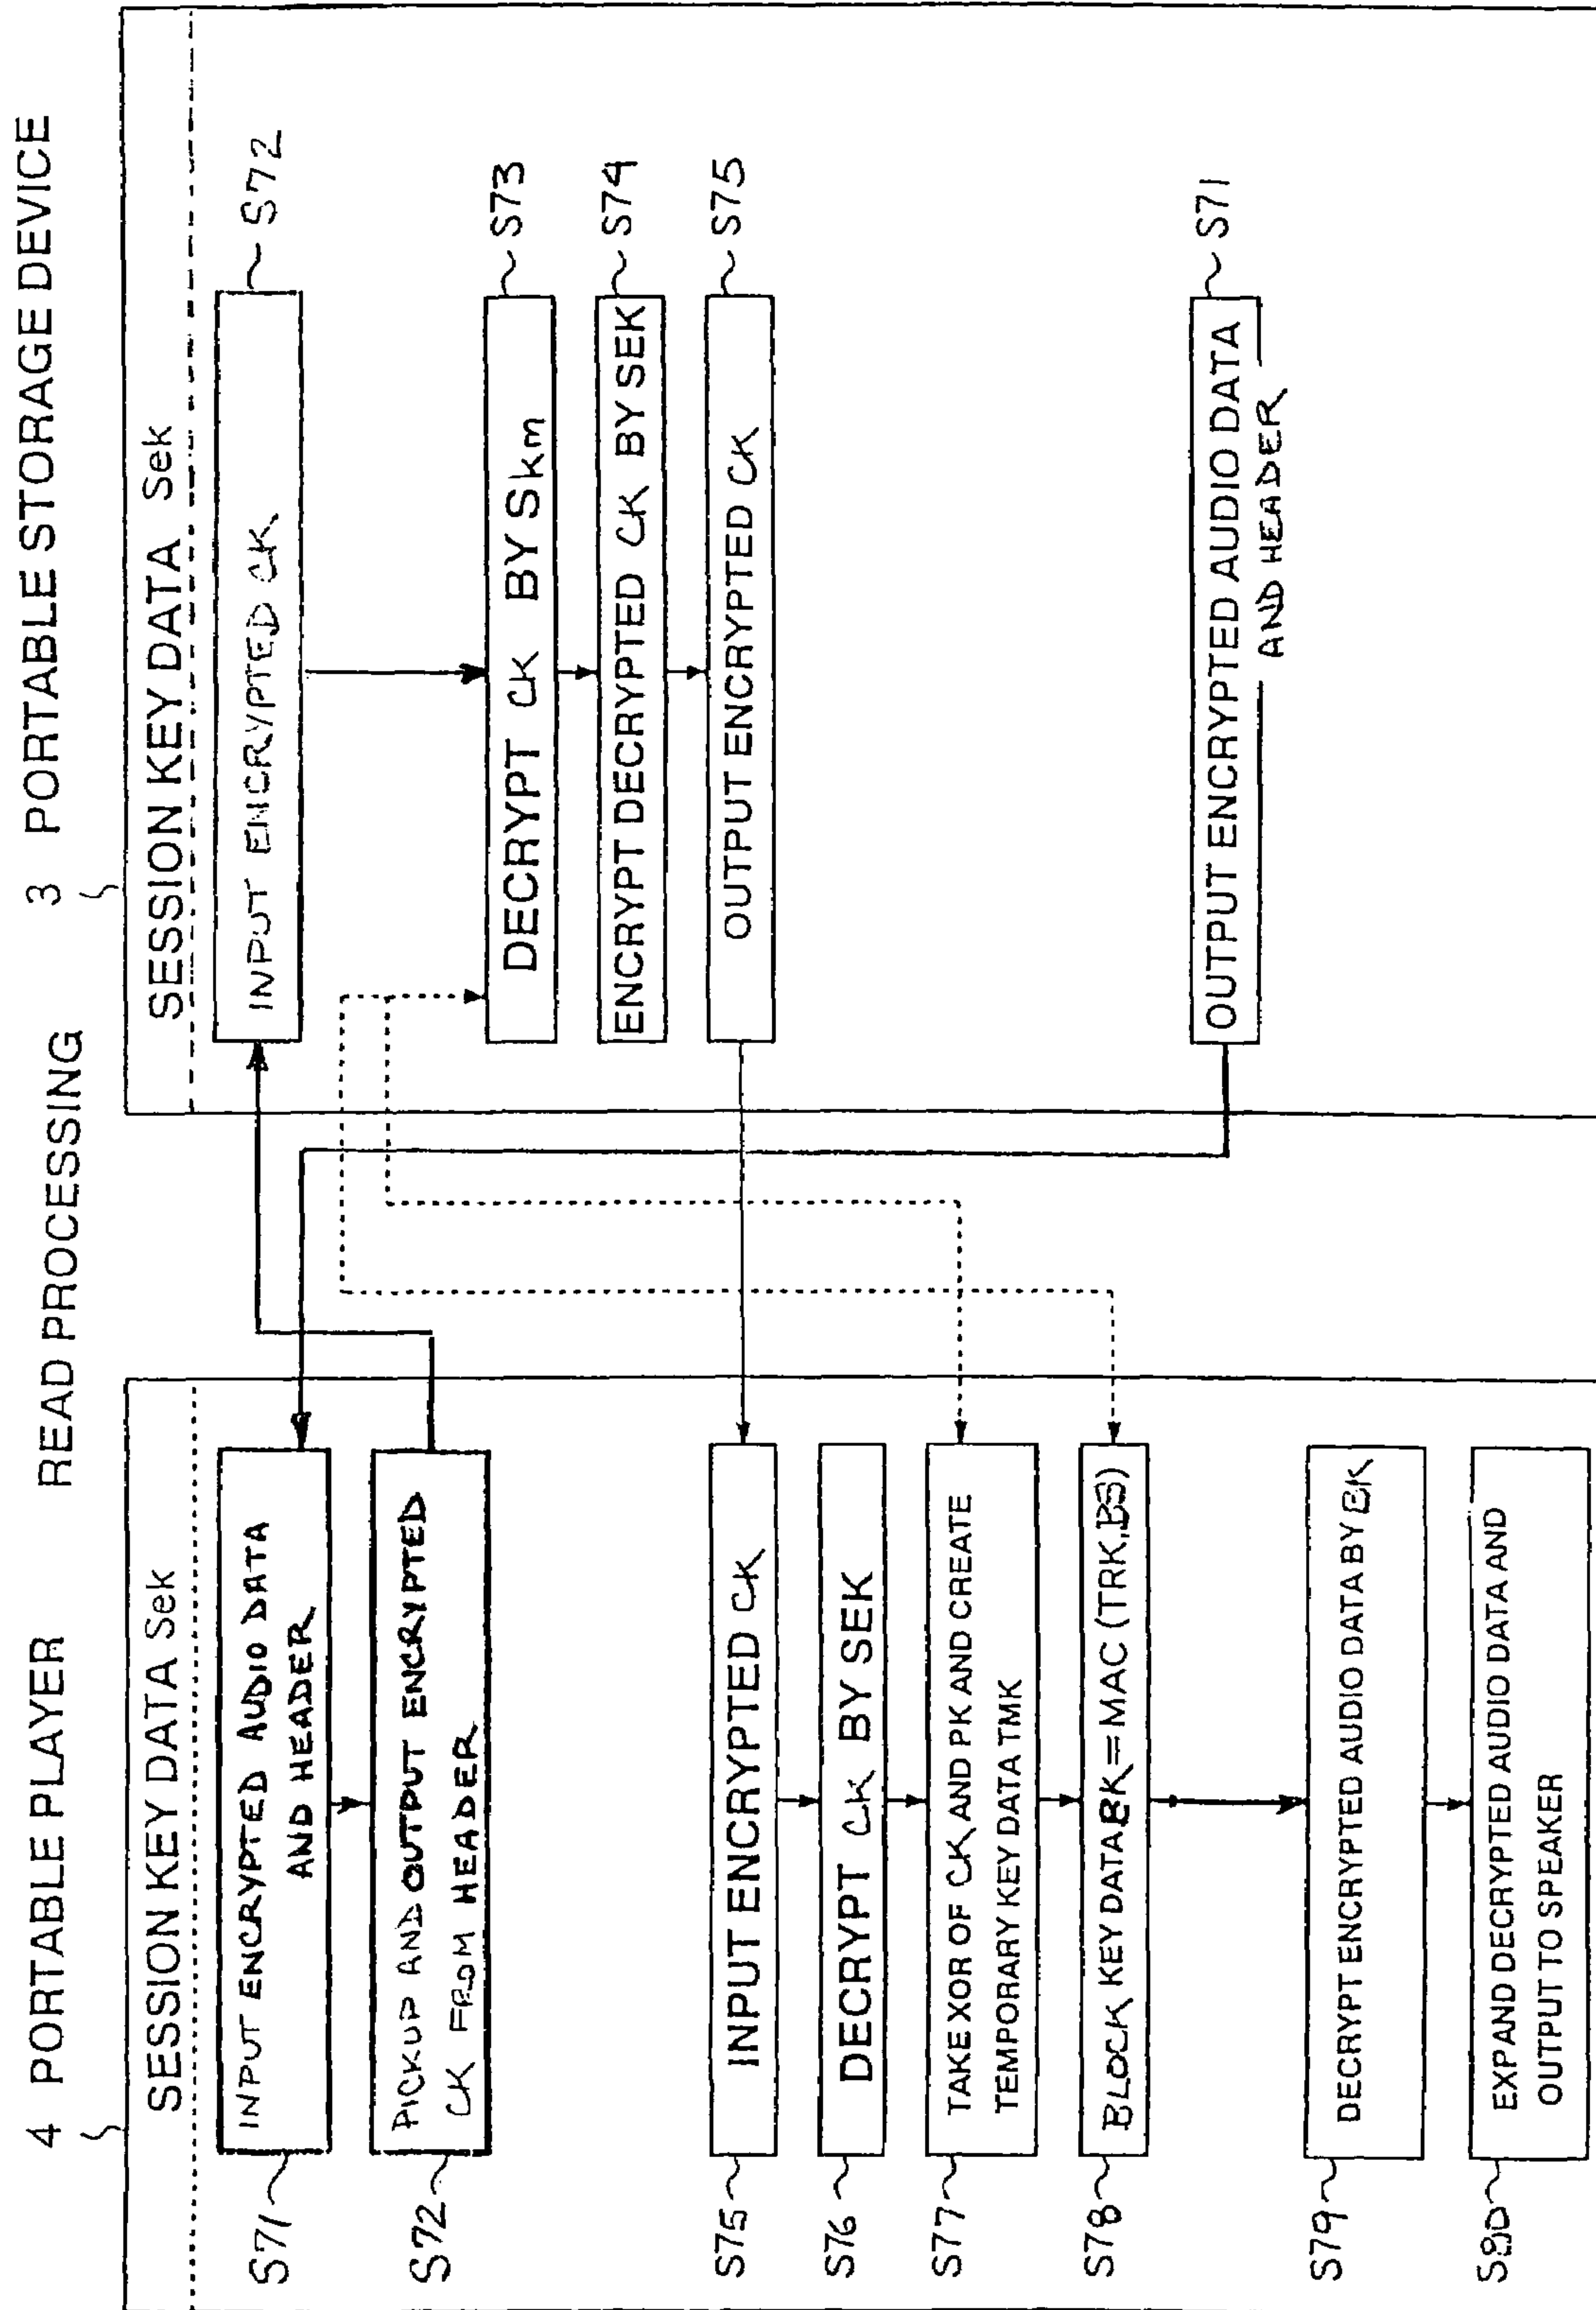 READ PROCESSING
4 PORTABLE PLAYER
SESSION KEY DATA Sek
S71
INPUT ENCRYPTED AUDIO DATA
AND HEADER
S72
PICKUP AND OUTPUT ENCRYPTED
CK FROM HEADER
S75
INPUT ENCRYPTED CK
S76
DECRYPT CK BY SEK
S77
TAKE XOR OF CK AND PK AND CREATE
TEMPORARY KEY DATA TMK
S78
BLOCK KEY DATA BK=MAC (TRK,BS)
S79
DECRYPT ENCRYPTED AUDIO DATA BY BK
S80
EXPAND DECRYPTED AUDIO DATA AND
OUTPUT TO SPEAKER
3 PORTABLE STORAGE DEVICE
SESSION KEY DATA Sek
INPUT ENCRYPTED CK.
S72
DECRYPT CK BY Skm
S73
ENCRYPT DECRYPTED CK BY SEK
S74
OUTPUT ENCRYPTED CK
S75
OUTPUT ENCRYPTED AUDIO DATA
AND HEADER
S71